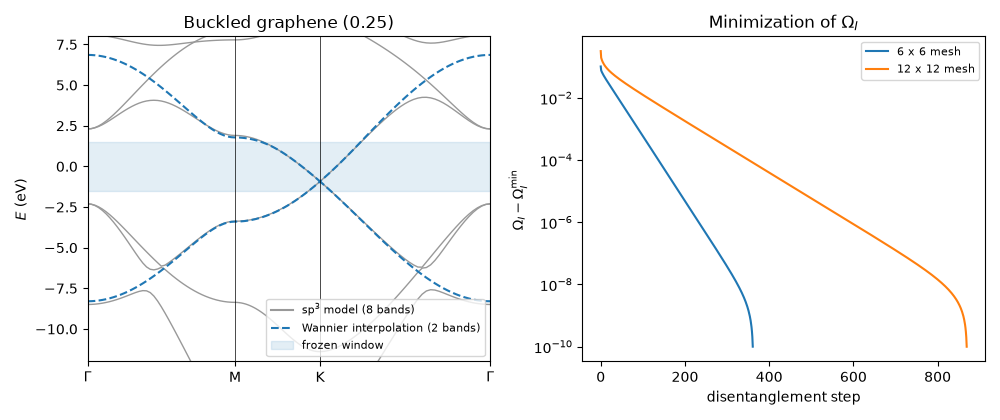 Buckled graphene (0.25)
E (eV)
7.5
5.0
2.5
0.0
−2.5
−5.0
−7.5
−10.0
Γ
M
K
Γ
sp³ model (8 bands)
Wannier interpolation (2 bands)
frozen window
Minimization of Ω_I
Ω_I − Ω_I^min
10⁻²
10⁻⁴
10⁻⁶
10⁻⁸
10⁻¹⁰
0
200
400
600
800
disentanglement step
6 x 6 mesh
12 x 12 mesh